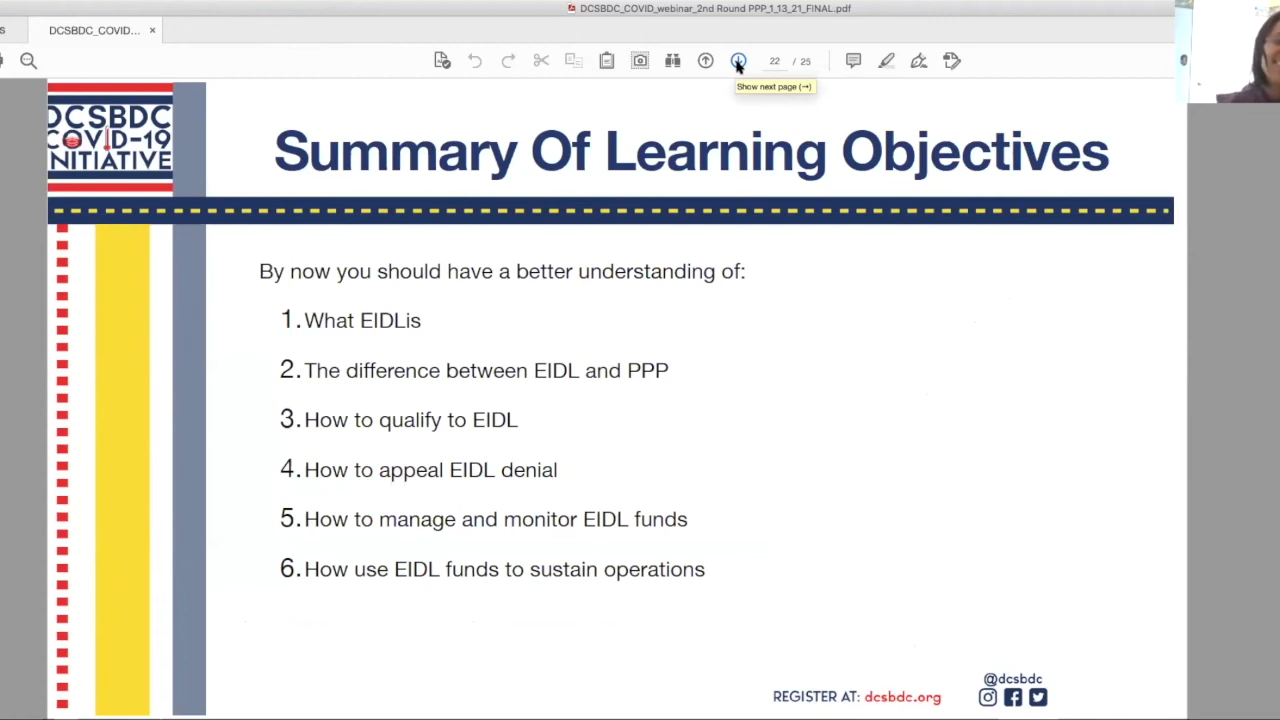 DCSBDC_COVID_webinar_2nd Round PPP_1_13_21_FINAL.pdf
s
DCSBDC_COVID... ×
22 / 25
Show next page (→)
DCSBDC
COVID-19
INITIATIVE
Summary Of Learning Objectives
By now you should have a better understanding of:
1. What EIDLis
2. The difference between EIDL and PPP
3. How to qualify to EIDL
4. How to appeal EIDL denial
5. How to manage and monitor EIDL funds
6. How use EIDL funds to sustain operations
@dcsbdc
REGISTER AT: dcsbdc.org